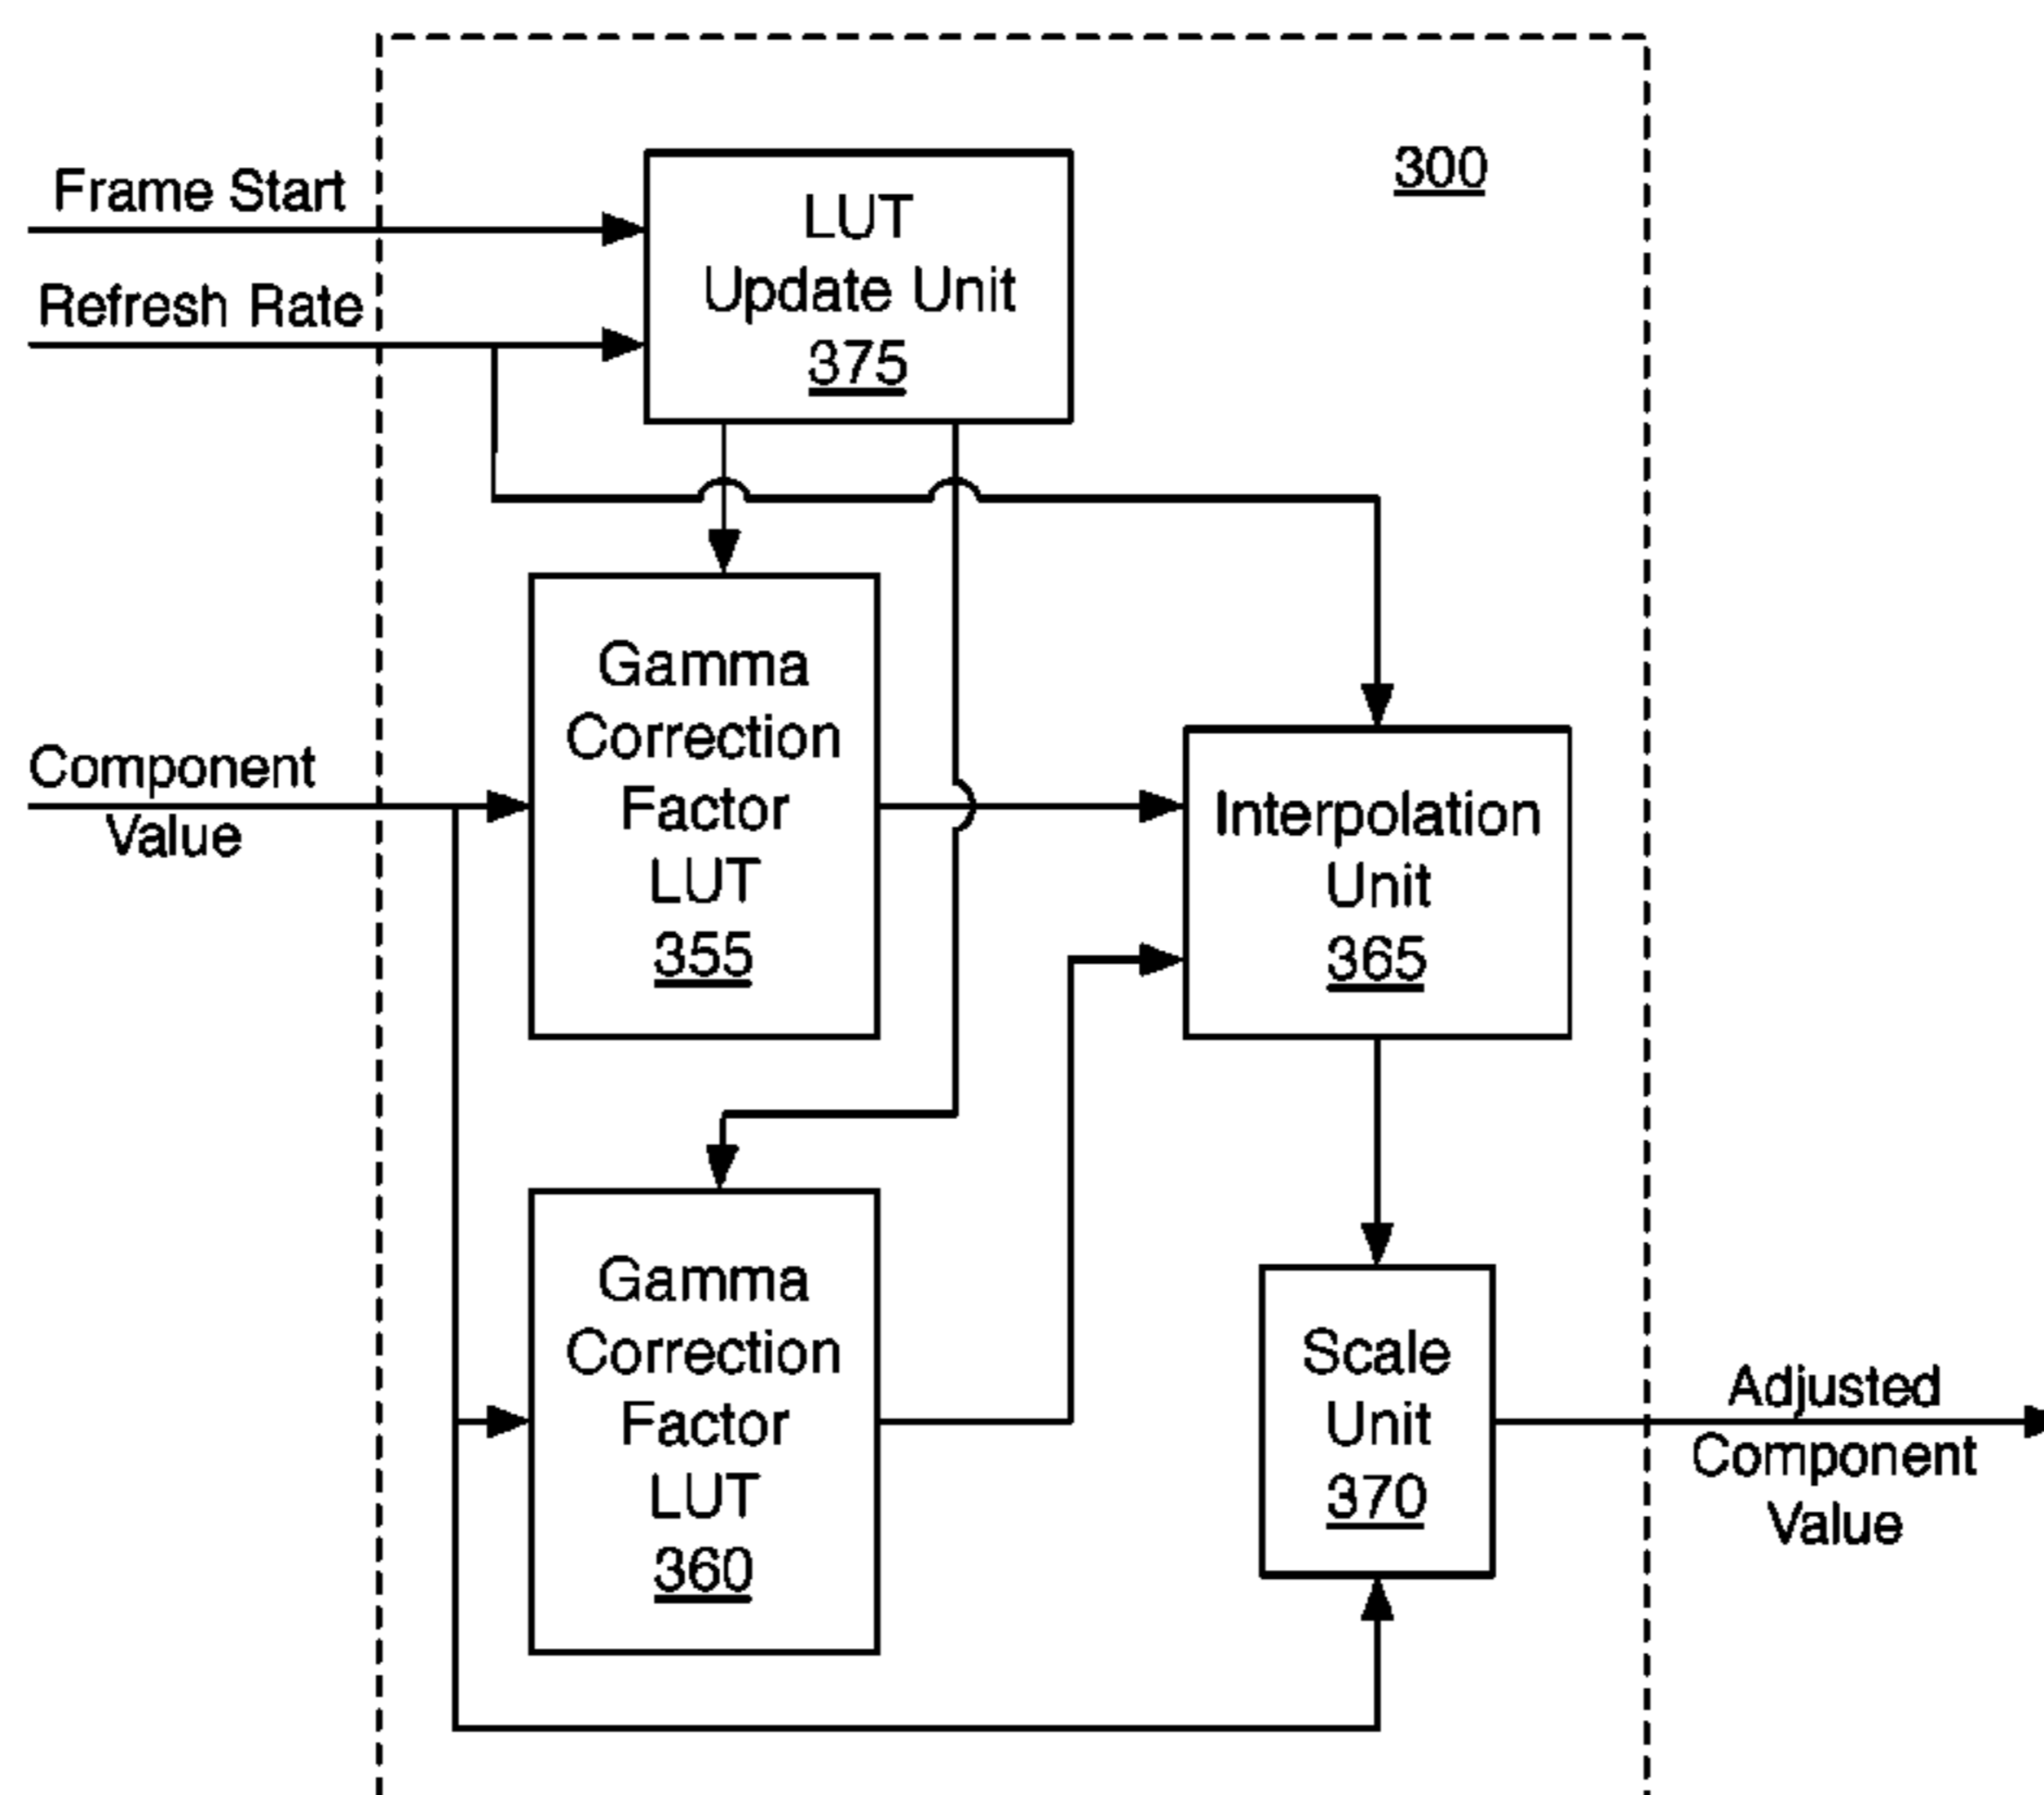 Frame Start
Refresh Rate
LUT
Update Unit
375
300
Component
Value
Gamma
Correction
Factor
LUT
355
Interpolation
Unit
365
Gamma
Correction
Factor
LUT
360
Scale
Unit
370
Adjusted
Component
Value